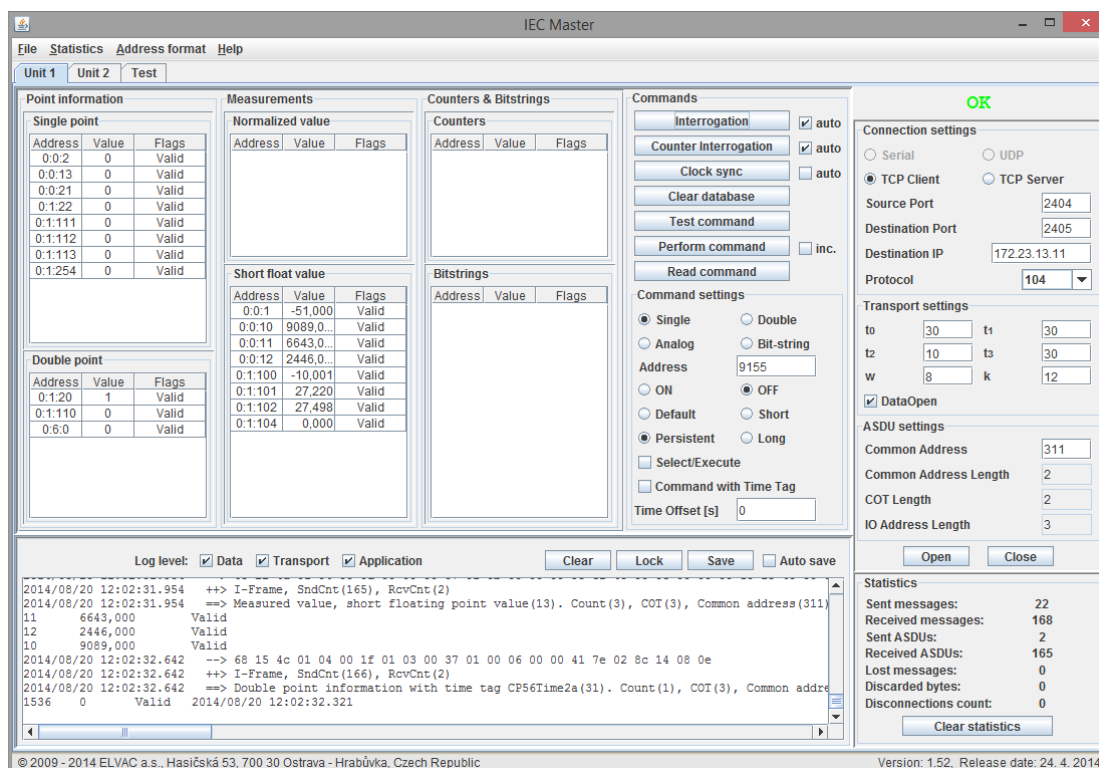 IEC Master
File Statistics Address format Help
Unit 1 Unit 2 Test
Point information
Single point
Address Value Flags
0:0:2 0 Valid
0:0:13 0 Valid
0:0:21 0 Valid
0:1:22 0 Valid
0:1:111 0 Valid
0:1:112 0 Valid
0:1:113 0 Valid
0:1:254 0 Valid
Double point
Address Value Flags
0:1:20 1 Valid
0:1:110 0 Valid
0:6:0 0 Valid
Measurements
Normalized value
Address Value Flags
Short float value
Address Value Flags
0:0:1 -51,000 Valid
0:0:10 9089,0... Valid
0:0:11 6643,0... Valid
0:0:12 2446,0... Valid
0:1:100 -10,001 Valid
0:1:101 27,220 Valid
0:1:102 27,498 Valid
0:1:104 0,000 Valid
Counters & Bitstrings
Counters
Address Value Flags
Bitstrings
Address Value Flags
Commands
Interrogation auto
Counter Interrogation auto
Clock sync auto
Clear database
Test command
Perform command inc.
Read command
Command settings
Single Double
Analog Bit-string
Address 9155
ON OFF
Default Short
Persistent Long
Select/Execute
Command with Time Tag
Time Offset [s] 0
OK
Connection settings
Serial UDP
TCP Client TCP Server
Source Port 2404
Destination Port 2405
Destination IP 172.23.13.11
Protocol 104
Transport settings
t0 30 t1 30
t2 10 t3 30
w 8 k 12
DataOpen
ASDU settings
Common Address 311
Common Address Length 2
COT Length 2
IO Address Length 3
Open Close
Log level: Data Transport Application Clear Lock Save Auto save
2014/08/20 12:02:31.954 ++> I-Frame, SndCnt(165), RcvCnt(2)
2014/08/20 12:02:31.954 ==> Measured value, short floating point value(13). Count(3), COT(3), Common address(311)
11 6643,000 Valid
12 2446,000 Valid
10 9089,000 Valid
2014/08/20 12:02:32.642 --> 68 15 4c 01 04 00 1f 01 03 00 37 01 00 06 00 00 41 7e 02 8c 14 08 0e
2014/08/20 12:02:32.642 ++> I-Frame, SndCnt(166), RcvCnt(2)
2014/08/20 12:02:32.642 ==> Double point information with time tag CP56Time2a(31). Count(1), COT(3), Common addre
1536 0 Valid 2014/08/20 12:02:32.321
Statistics
Sent messages: 22
Received messages: 168
Sent ASDUs: 2
Received ASDUs: 165
Lost messages: 0
Discarded bytes: 0
Disconnections count: 0
Clear statistics
© 2009 - 2014 ELVAC a.s., Hasičská 53, 700 30 Ostrava - Hrabůvka, Czech Republic
Version: 1.52, Release date: 24. 4. 2014